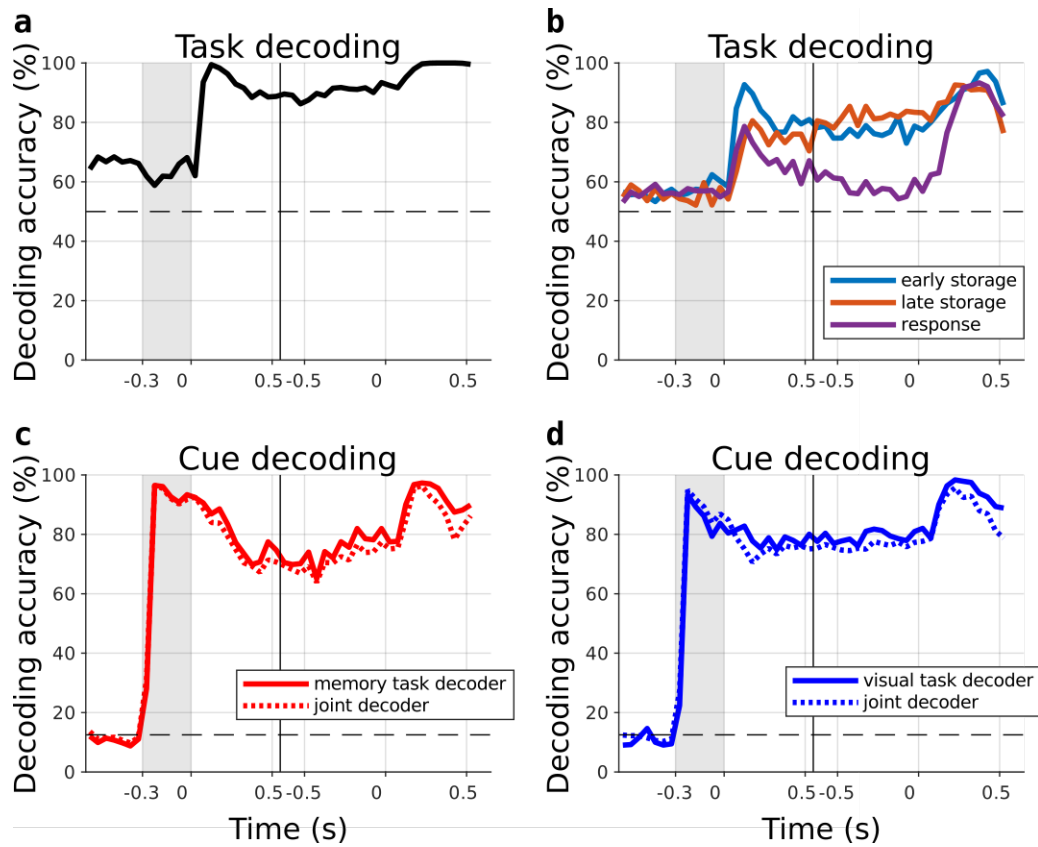 a
Task decoding
Decoding accuracy (%)
100
80
60
40
20
0
-0.3
0
0.5
-0.5
0
0.5
b
Task decoding
Decoding accuracy (%)
100
80
60
40
20
0
early storage
late storage
response
-0.3
0
0.5
-0.5
0
0.5
c
Cue decoding
Decoding accuracy (%)
100
80
60
40
20
0
memory task decoder
joint decoder
-0.3
0
0.5
-0.5
0
0.5
Time (s)
d
Cue decoding
Decoding accuracy (%)
100
80
60
40
20
0
visual task decoder
joint decoder
-0.3
0
0.5
-0.5
0
0.5
Time (s)